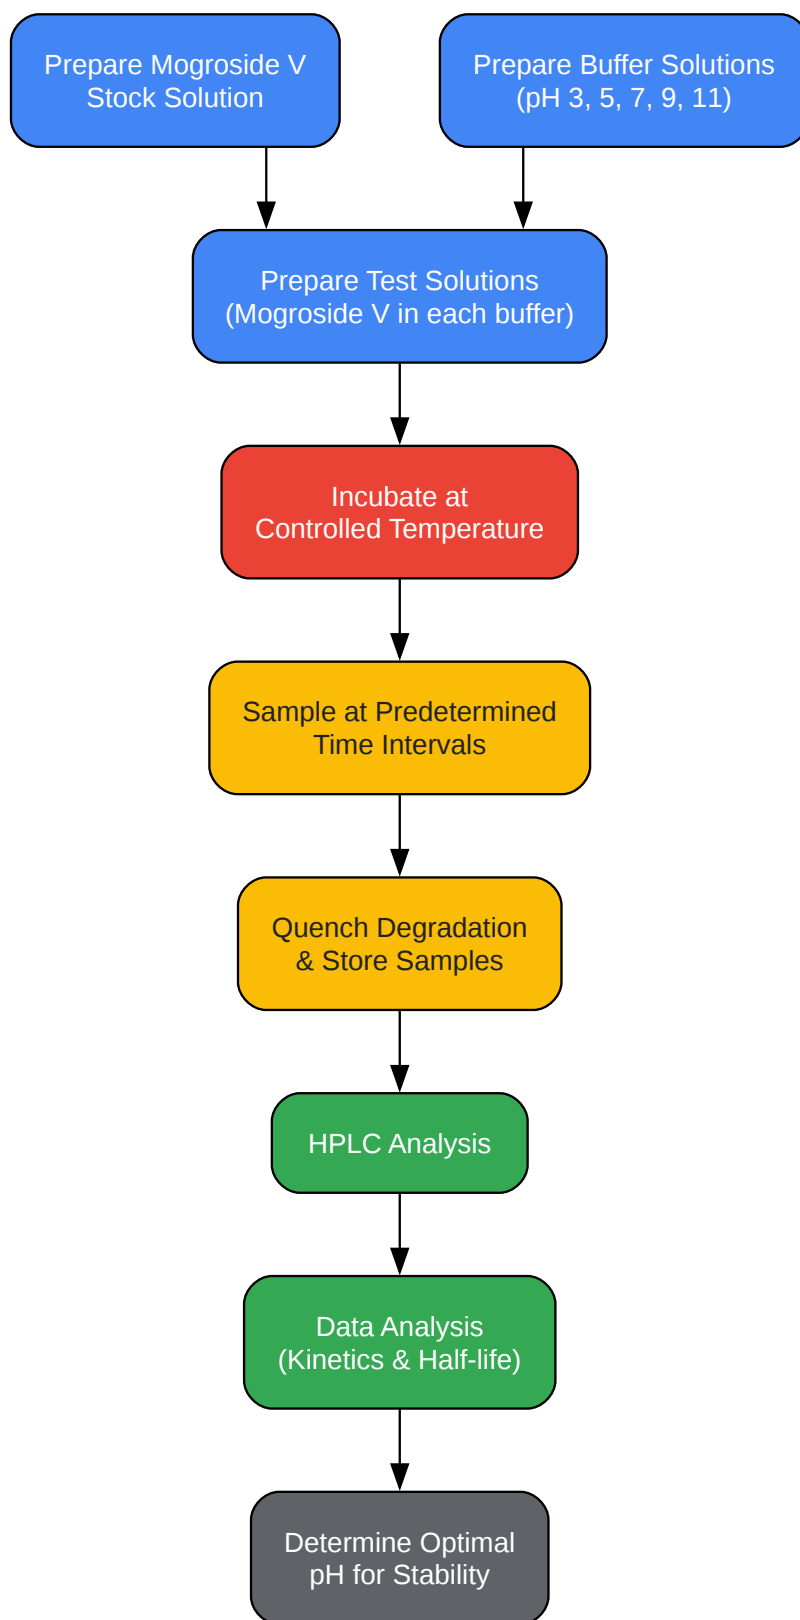 Prepare Mogroside V
Stock Solution
Prepare Buffer Solutions
(pH 3, 5, 7, 9, 11)
Prepare Test Solutions
(Mogroside V in each buffer)
Incubate at
Controlled Temperature
Sample at Predetermined
Time Intervals
Quench Degradation
& Store Samples
HPLC Analysis
Data Analysis
(Kinetics & Half-life)
Determine Optimal
pH for Stability